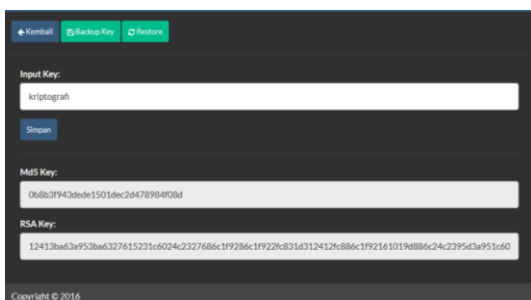 Kembali Backup Key Restore
Input Key:
kriptografi
Simpan
Md5 Key:
0b8b3f943dede1501dec2d478984f08d
RSA Key:
12413ba63a953ba6327615231c6024c2327686c1f9286c1f922fc831d312412fc886c1f92161019d886c24c2395d3a951c60
Copyright © 2016